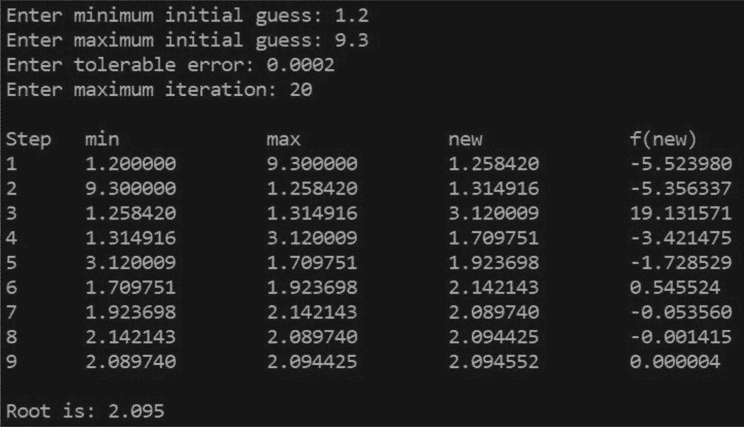 Enter minimum initial guess: 1.2
Enter maximum initial guess: 9.3
Enter tolerable error: 0.0002
Enter maximum iteration: 20
Step min max new f(new)
1 1.200000 9.300000 1.258420 -5.523980
2 9.300000 1.258420 1.314916 -5.356337
3 1.258420 1.314916 3.120009 19.131571
4 1.314916 3.120009 1.709751 -3.421475
5 3.120009 1.709751 1.923698 -1.728529
6 1.709751 1.923698 2.142143 0.545524
7 1.923698 2.142143 2.089740 -0.053560
8 2.142143 2.089740 2.094425 -0.001415
9 2.089740 2.094425 2.094552 0.000004
Root is: 2.095